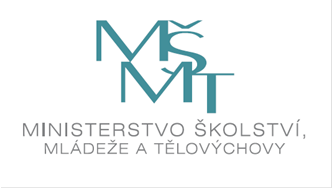 MŠ
MT
MINISTERSTVO ŠKOLSTVÍ,
MLÁDEŽE A TĚLOVÝCHOVY